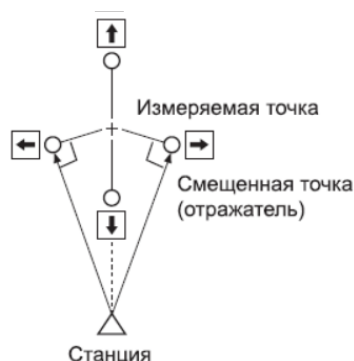 Измеряемая точка
Смещенная точка
(отражатель)
Станция